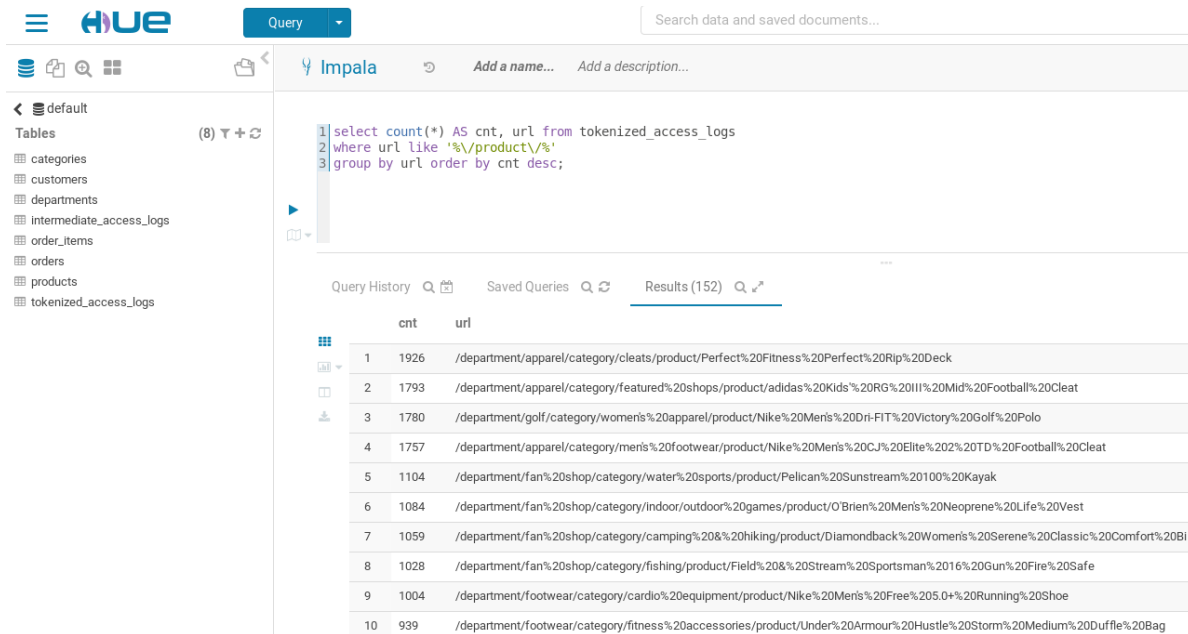 HUE
Query
Search data and saved documents...
Impala
Add a name...
Add a description...
default
Tables
(8)
categories
customers
departments
intermediate_access_logs
order_items
orders
products
tokenized_access_logs
1 select count(*) AS cnt, url from tokenized_access_logs
2 where url like '%\/product\/%'
3 group by url order by cnt desc;
Query History
Saved Queries
Results (152)
cnt url
1 1926 /department/apparel/category/cleats/product/Perfect%20Fitness%20Perfect%20Rip%20Deck
2 1793 /department/apparel/category/featured%20shops/product/adidas%20Kids'%20RG%20III%20Mid%20Football%20Cleat
3 1780 /department/golf/category/women's%20apparel/product/Nike%20Men's%20Dri-FIT%20Victory%20Golf%20Polo
4 1757 /department/apparel/category/men's%20footwear/product/Nike%20Men's%20CJ%20Elite%202%20TD%20Football%20Cleat
5 1104 /department/fan%20shop/category/water%20sports/product/Pelican%20Sunstream%20100%20Kayak
6 1084 /department/fan%20shop/category/indoor/outdoor%20games/product/O'Brien%20Men's%20Neoprene%20Life%20Vest
7 1059 /department/fan%20shop/category/camping%20&%20hiking/product/Diamondback%20Women's%20Serene%20Classic%20Comfort%20Bi
8 1028 /department/fan%20shop/category/fishing/product/Field%20&%20Stream%20Sportsman%2016%20Gun%20Fire%20Safe
9 1004 /department/footwear/category/cardio%20equipment/product/Nike%20Men's%20Free%205.0+%20Running%20Shoe
10 939 /department/footwear/category/fitness%20accessories/product/Under%20Armour%20Hustle%20Storm%20Medium%20Duffle%20Bag